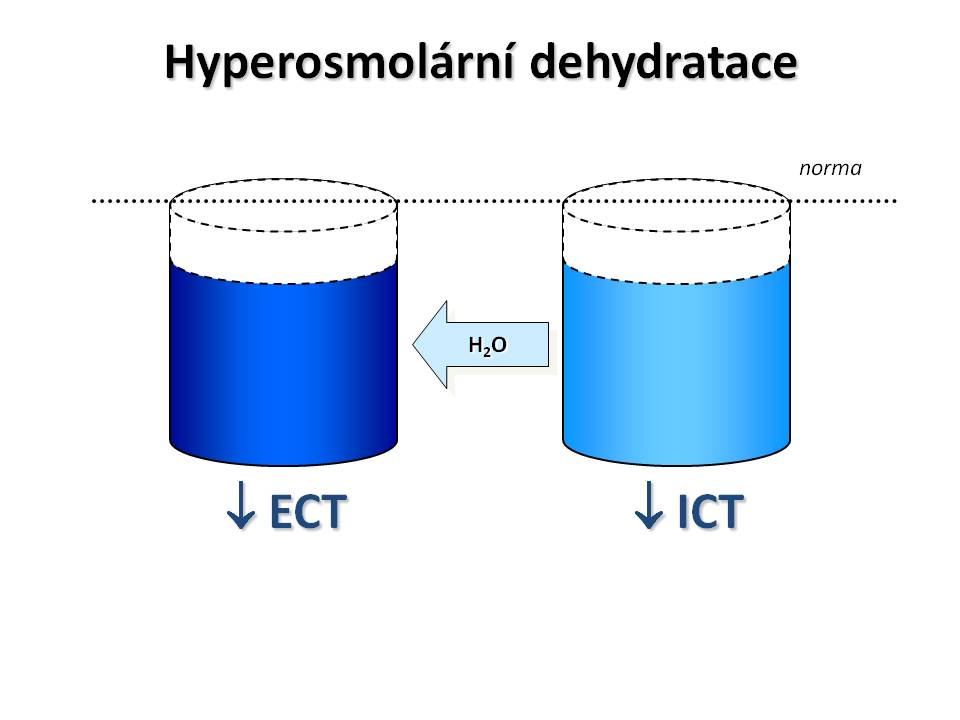 Hyperosmolární dehydratace
norma
H₂O
↓ ECT
↓ ICT